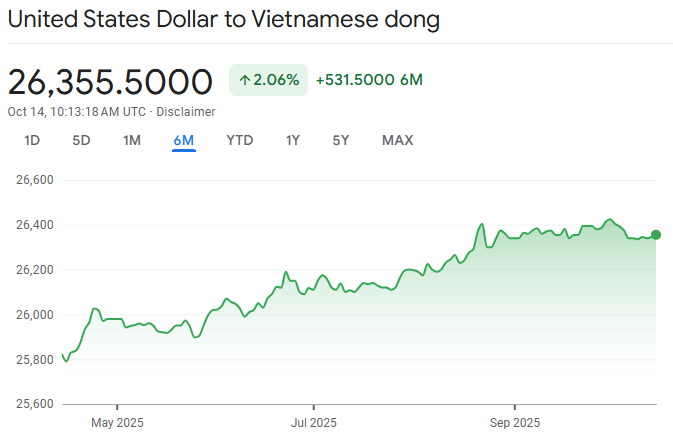 United States Dollar to Vietnamese dong
26,355.5000 ↑2.06% +531.5000 6M
Oct 14, 10:13:18 AM UTC · Disclaimer
1D 5D 1M 6M YTD 1Y 5Y MAX
26,600
26,400
26,200
26,000
25,800
25,600
May 2025 Jul 2025 Sep 2025